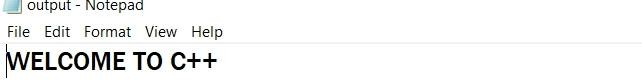 output - Notepad
File Edit Format View Help
WELCOME TO C++